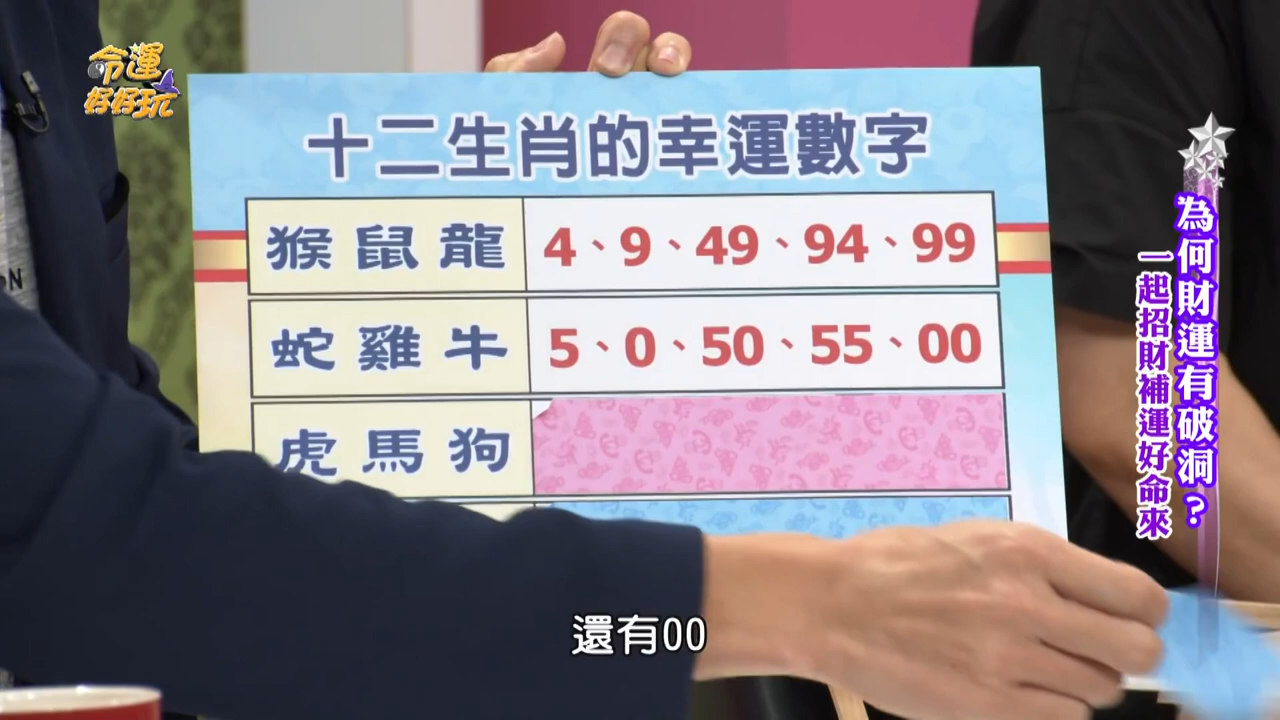 命運
好好玩
十二生肖的幸運數字
猴鼠龍 4、9、49、94、99
蛇雞牛 5、0、50、55、00
虎馬狗
為何財運有破洞?
一起招財補運好命來
還有00